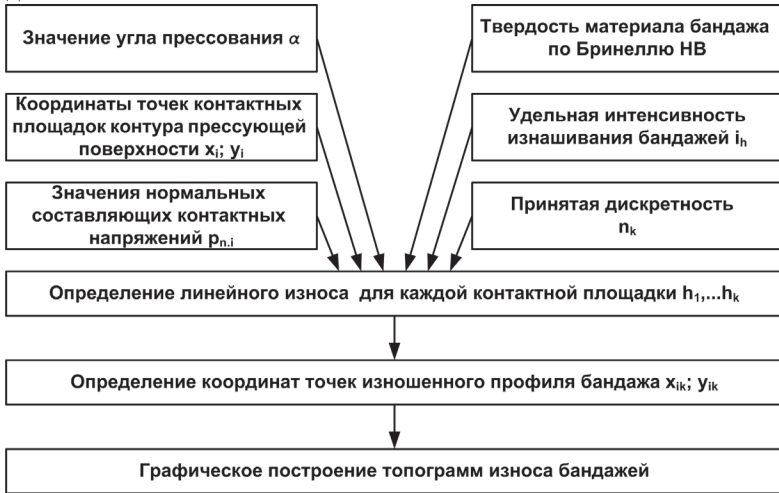 Значение угла прессования α
Твердость материала бандажа
по Бринеллю НВ
Координаты точек контактных
площадок контура прессующей
поверхности xi; yi
Удельная интенсивность
изнашивания бандажей ih
Значения нормальных
составляющих контактных
напряжений pn.i
Принятая дискретность
nk
Определение линейного износа для каждой контактной площадки h1,...hk
Определение координат точек изношенного профиля бандажа xik; yik
Графическое построение топограмм износа бандажей